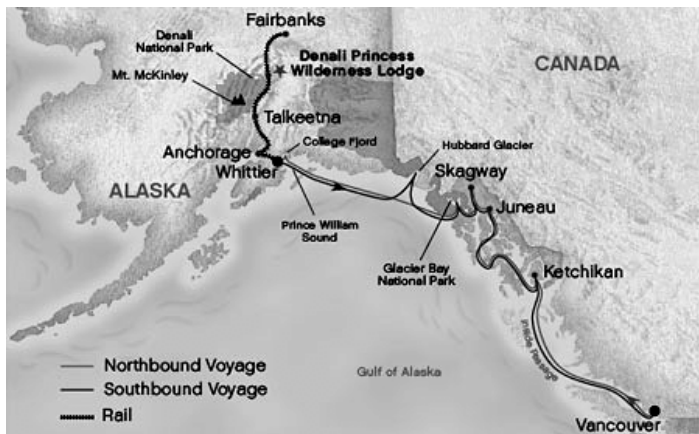 Fairbanks
Denali
National Park
Denali Princess
Wilderness Lodge
CANADA
Mt. McKinley
Talkeetna
College Fjord
Hubbard Glacier
Anchorage
Whittier
Skagway
ALASKA
Juneau
Prince William
Sound
Glacier Bay
National Park
Ketchikan
Inside Passage
Northbound Voyage
Southbound Voyage
Rail
Gulf of Alaska
Vancouver